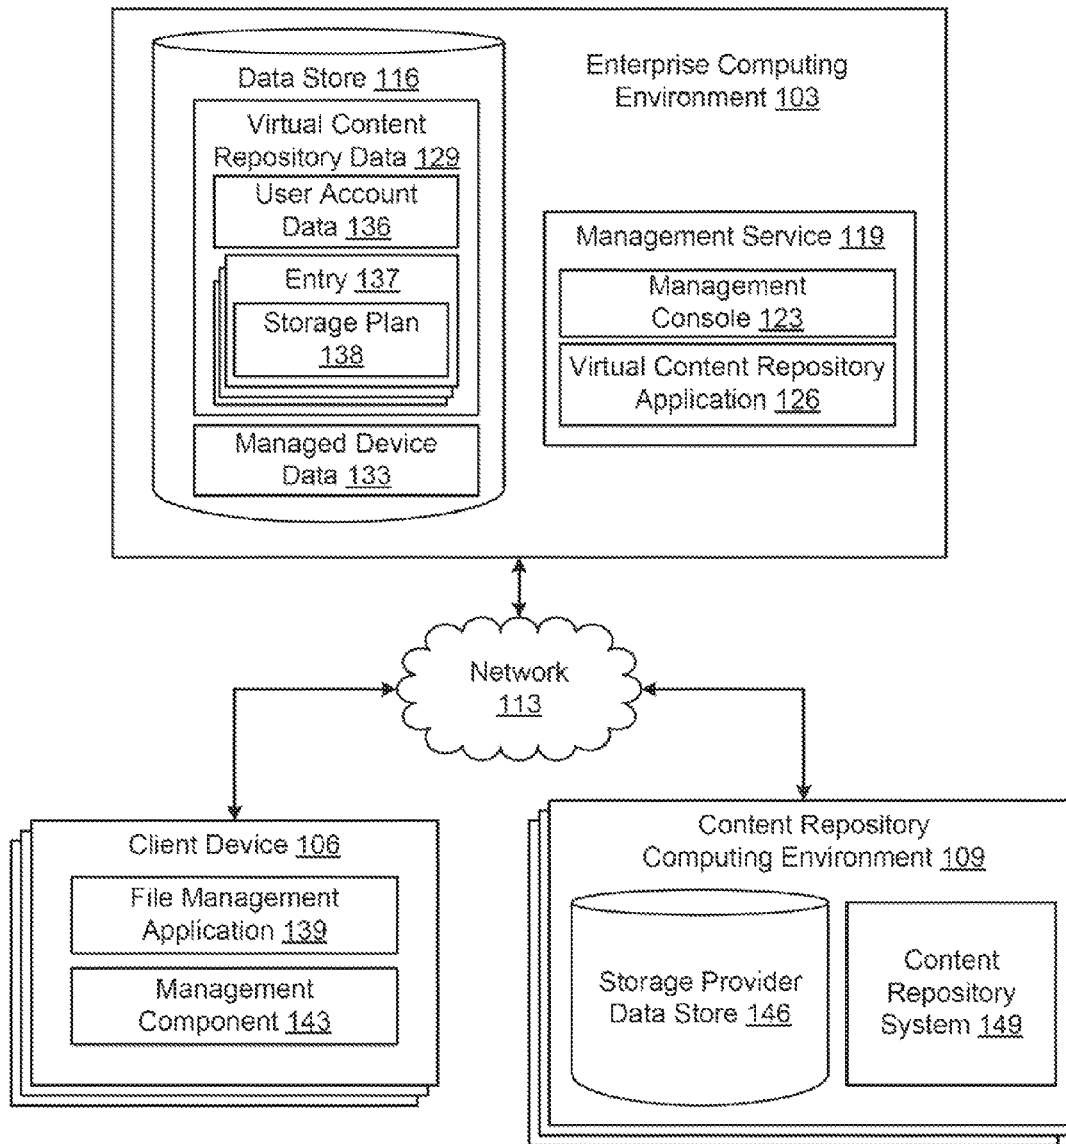 Data Store 116
Virtual Content
Repository Data 129
User Account
Data 136
Entry 137
Storage Plan
138
Managed Device
Data 133
Enterprise Computing
Environment 103
Management Service 119
Management
Console 123
Virtual Content Repository
Application 126
Network
113
Client Device 106
File Management
Application 139
Management
Component 143
Content Repository
Computing Environment 109
Storage Provider
Data Store 146
Content
Repository
System 149